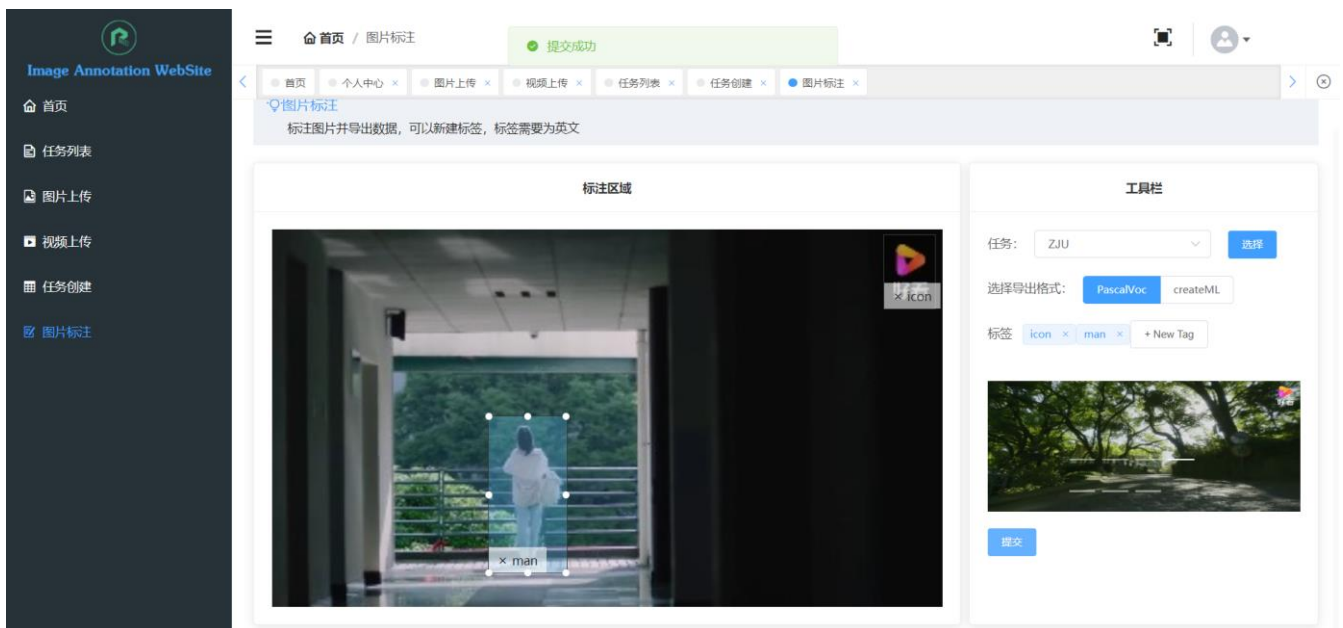 Image Annotation WebSite
首页
任务列表
图片上传
视频上传
任务创建
图片标注
首页 / 图片标注
提交成功
首页 个人中心 × 图片上传 × 视频上传 × 任务列表 × 任务创建 × 图片标注 ×
图片标注
标注图片并导出数据，可以新建标签，标签需要为英文
标注区域
× icon
× man
工具栏
任务： ZJU 选择
选择导出格式： PascalVoc createML
标签 icon × man × + New Tag
提交